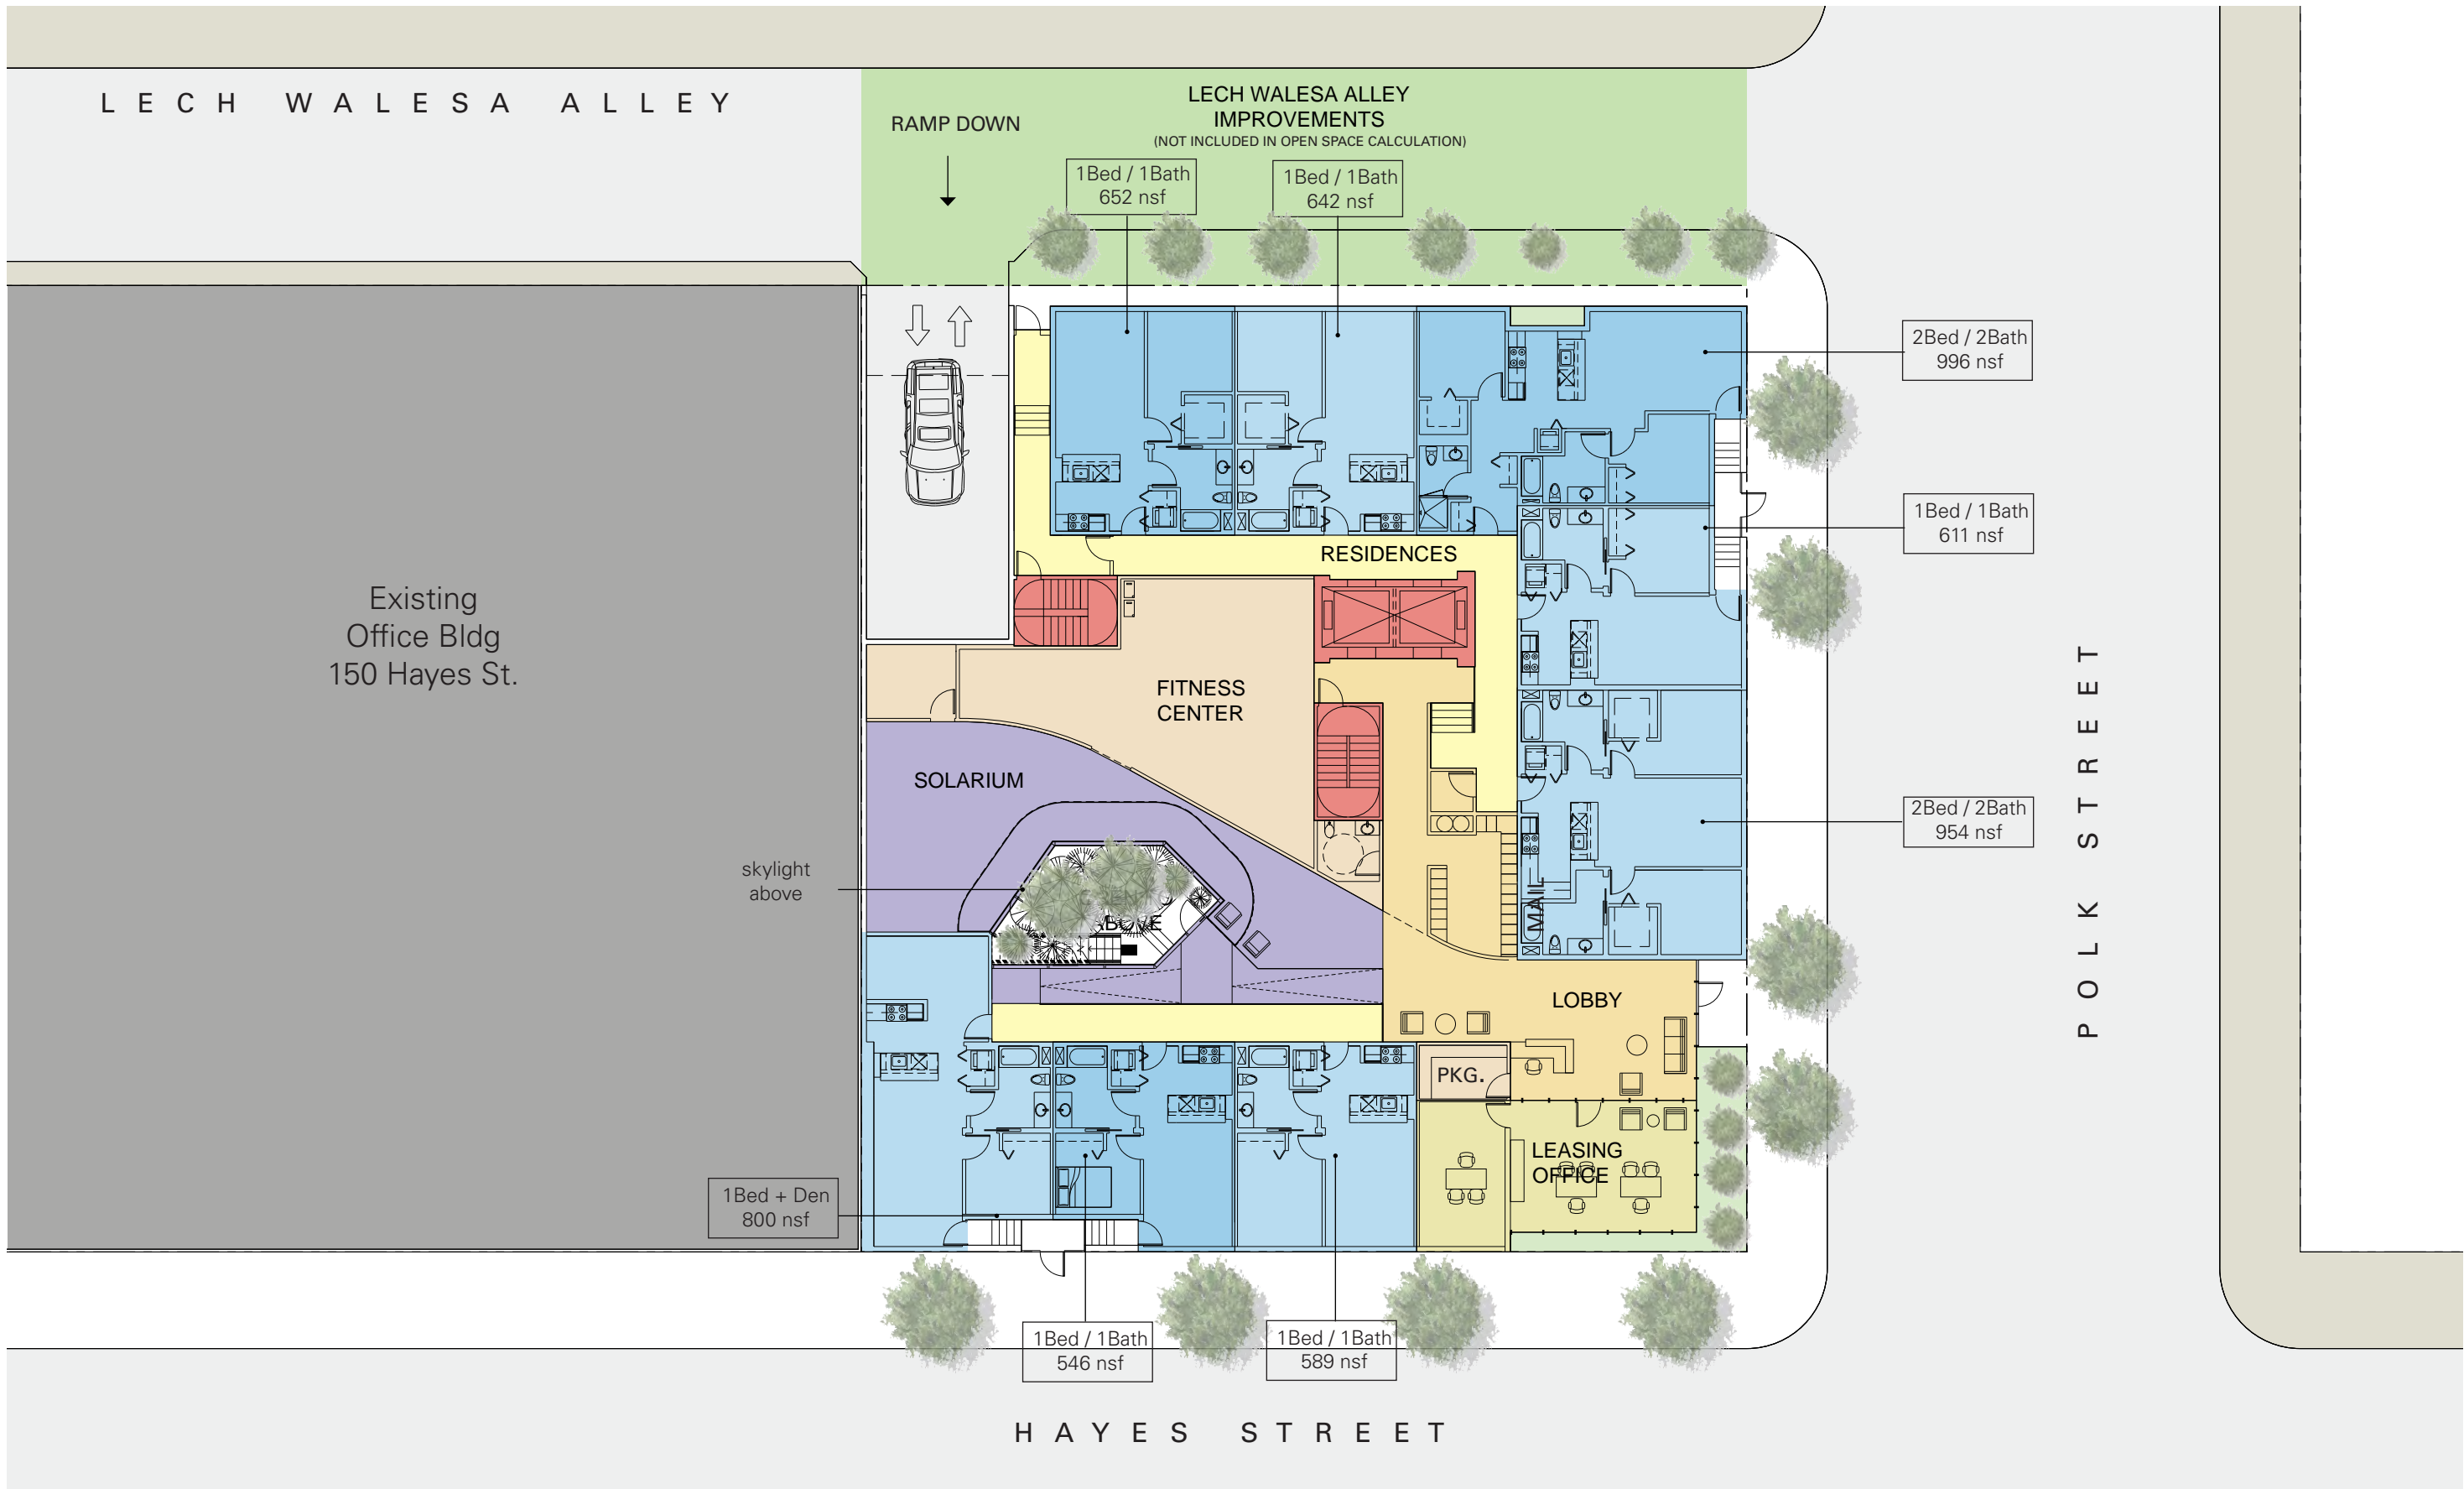 LECH WALESA ALLEY
RAMP DOWN
LECH WALESA ALLEY
IMPROVEMENTS
(NOT INCLUDED IN OPEN SPACE CALCULATION)
1Bed / 1Bath
652 nsf
1Bed / 1Bath
642 nsf
2Bed / 2Bath
996 nsf
1Bed / 1Bath
611 nsf
RESIDENCES
Existing
Office Bldg
150 Hayes St.
FITNESS
CENTER
SOLARIUM
2Bed / 2Bath
954 nsf
POLK STREET
skylight
above
ABOVE
MAIL
LOBBY
PKG.
LEASING
OFFICE
1Bed + Den
800 nsf
1Bed / 1Bath
546 nsf
1Bed / 1Bath
589 nsf
HAYES STREET